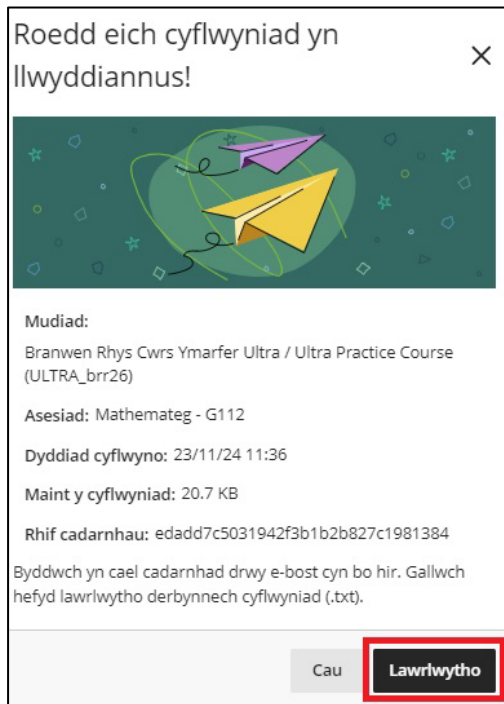 Roedd eich cyflwyniad yn
llwyddiannus!
Mudiad:
Branwen Rhys Cwrs Ymarfer Ultra / Ultra Practice Course
(ULTRA_brr26)
Asesiad: Mathemateg - G112
Dyddiad cyflwyno: 23/11/24 11:36
Maint y cyflwyniad: 20.7 KB
Rhif cadarnhau: edadd7c5031942f3b1b2b827c1981384
Byddwch yn cael cadarnhad drwy e-bost cyn bo hir. Gallwch
hefyd lawrlwytho derbynnech cyflwyniad (.txt).
Cau
Lawrlwytho